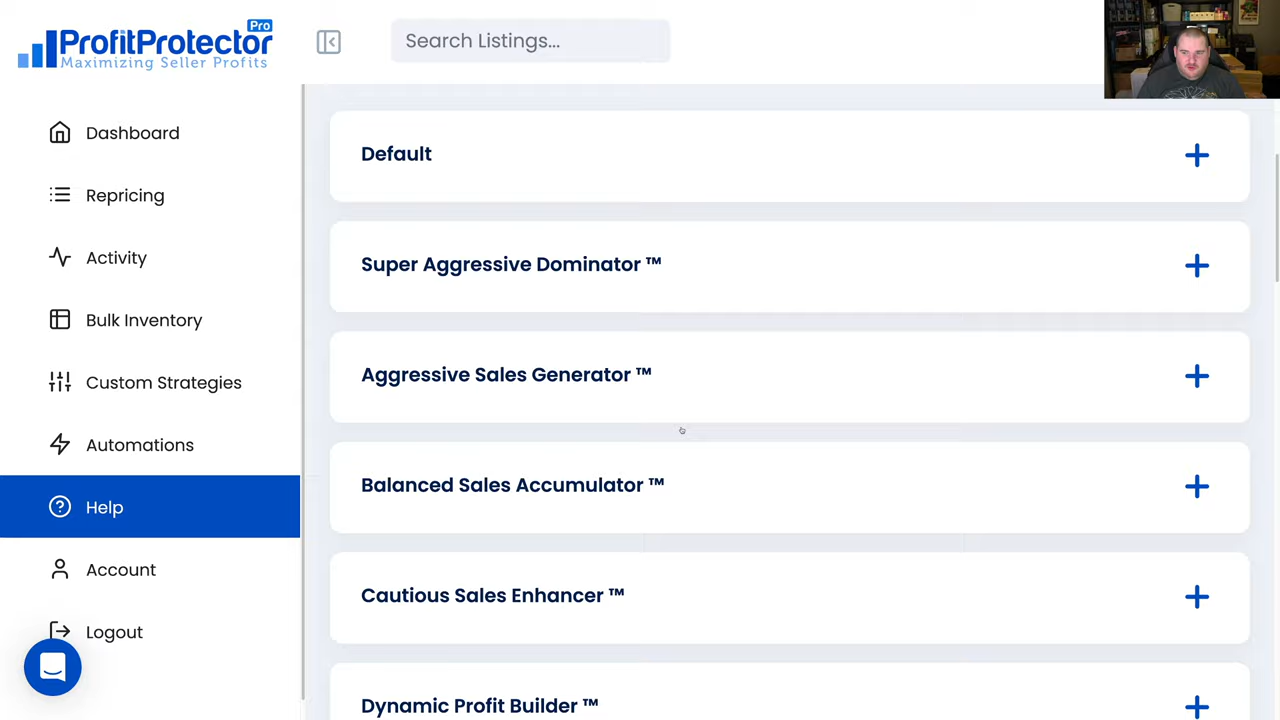 ProfitProtector Pro
Maximizing Seller Profits
Search Listings...
Dashboard
Repricing
Activity
Bulk Inventory
Custom Strategies
Automations
Help
Account
Logout
Default
Super Aggressive Dominator ™
Aggressive Sales Generator ™
Balanced Sales Accumulator ™
Cautious Sales Enhancer ™
Dynamic Profit Builder ™